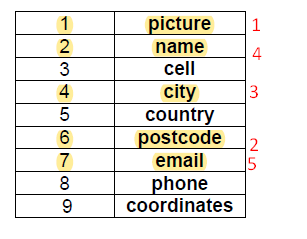 1 picture 1
2 name 4
3 cell
4 city 3
5 country
6 postcode 2
7 email 5
8 phone
9 coordinates